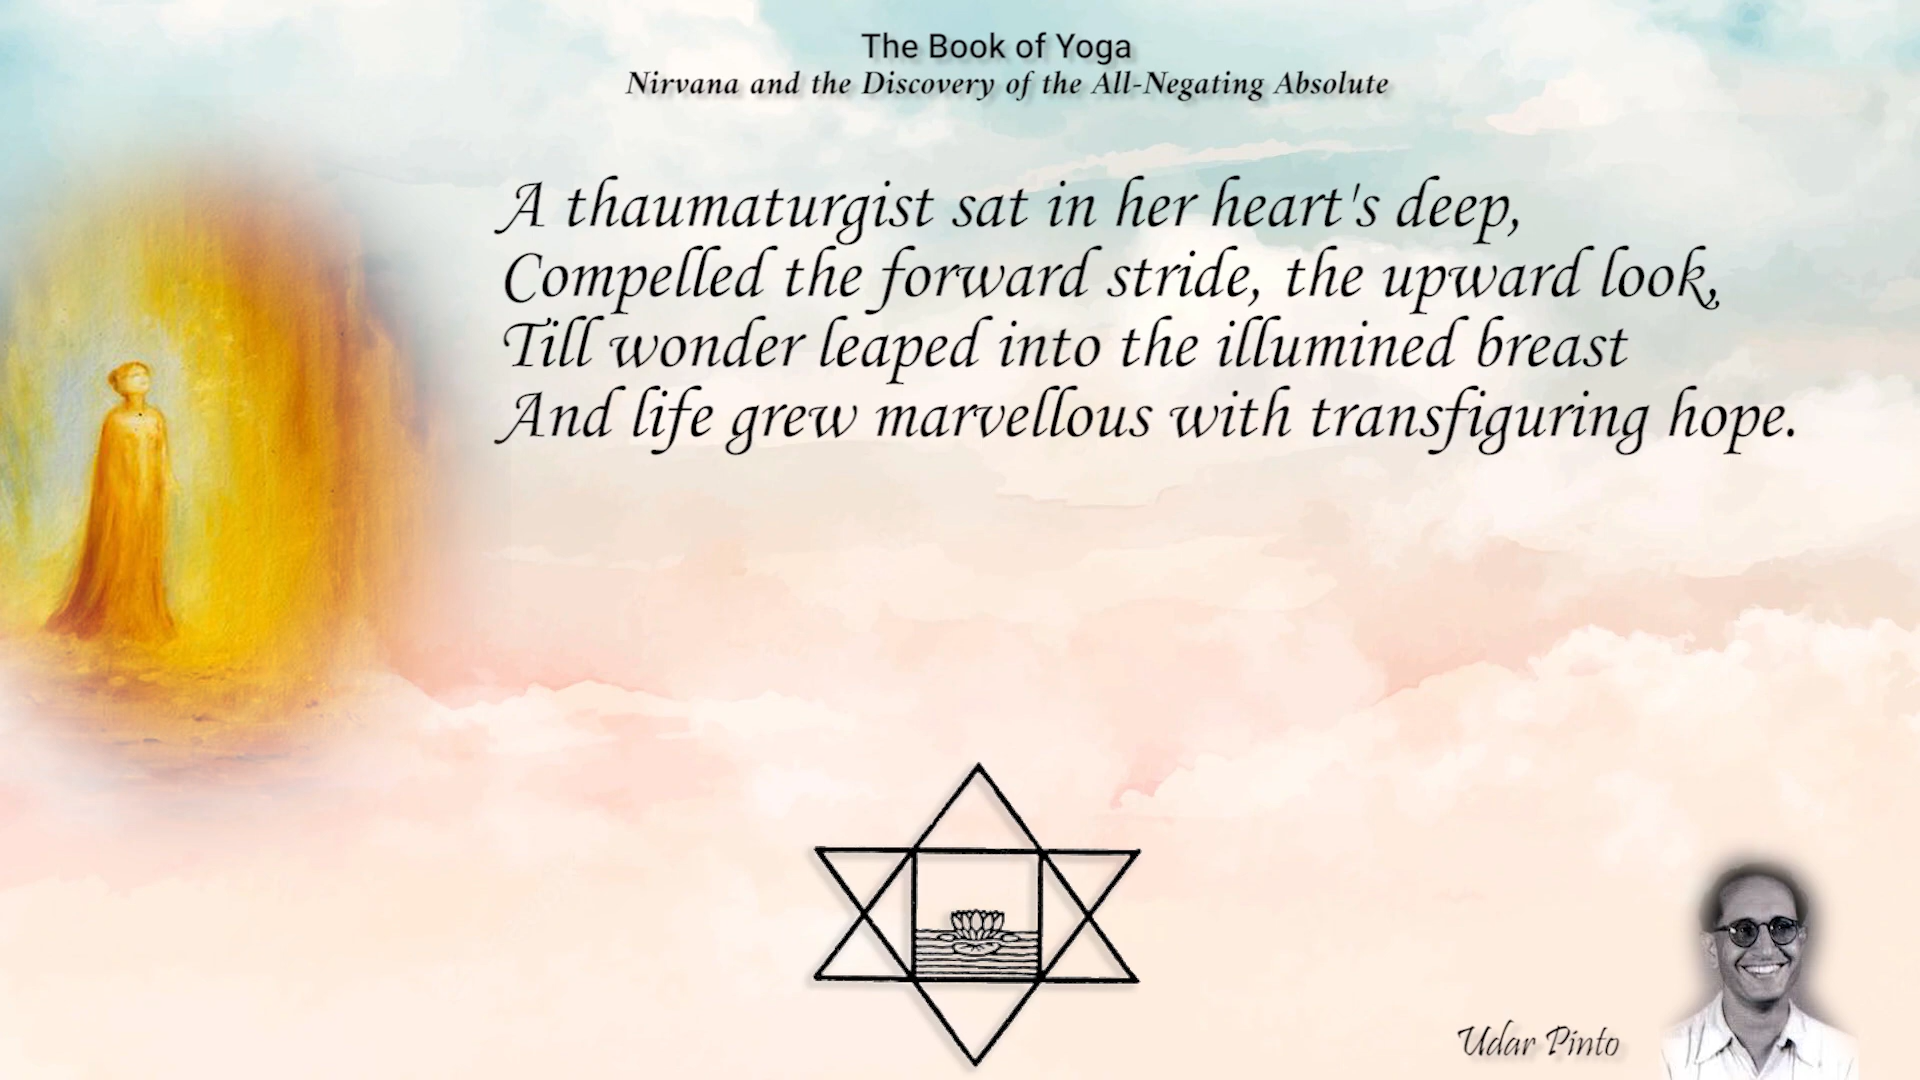 The Book of Yoga
Nirvana and the Discovery of the All-Negating Absolute
A thaumaturgist sat in her heart's deep,
Compelled the forward stride, the upward look,
Till wonder leaped into the illumined breast
And life grew marvellous with transfiguring hope.
Udar Pinto